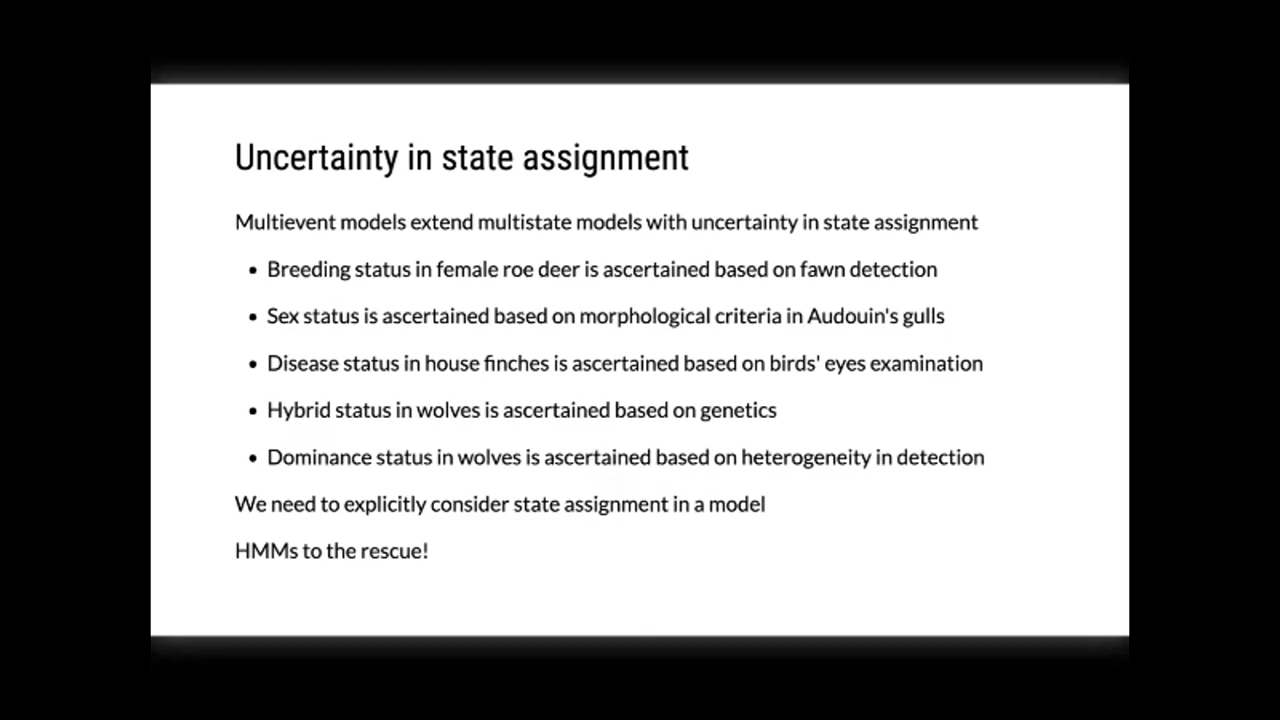 Uncertainty in state assignment
Multievent models extend multistate models with uncertainty in state assignment
• Breeding status in female roe deer is ascertained based on fawn detection
• Sex status is ascertained based on morphological criteria in Audouin's gulls
• Disease status in house finches is ascertained based on birds' eyes examination
• Hybrid status in wolves is ascertained based on genetics
• Dominance status in wolves is ascertained based on heterogeneity in detection
We need to explicitly consider state assignment in a model
HMMs to the rescue!